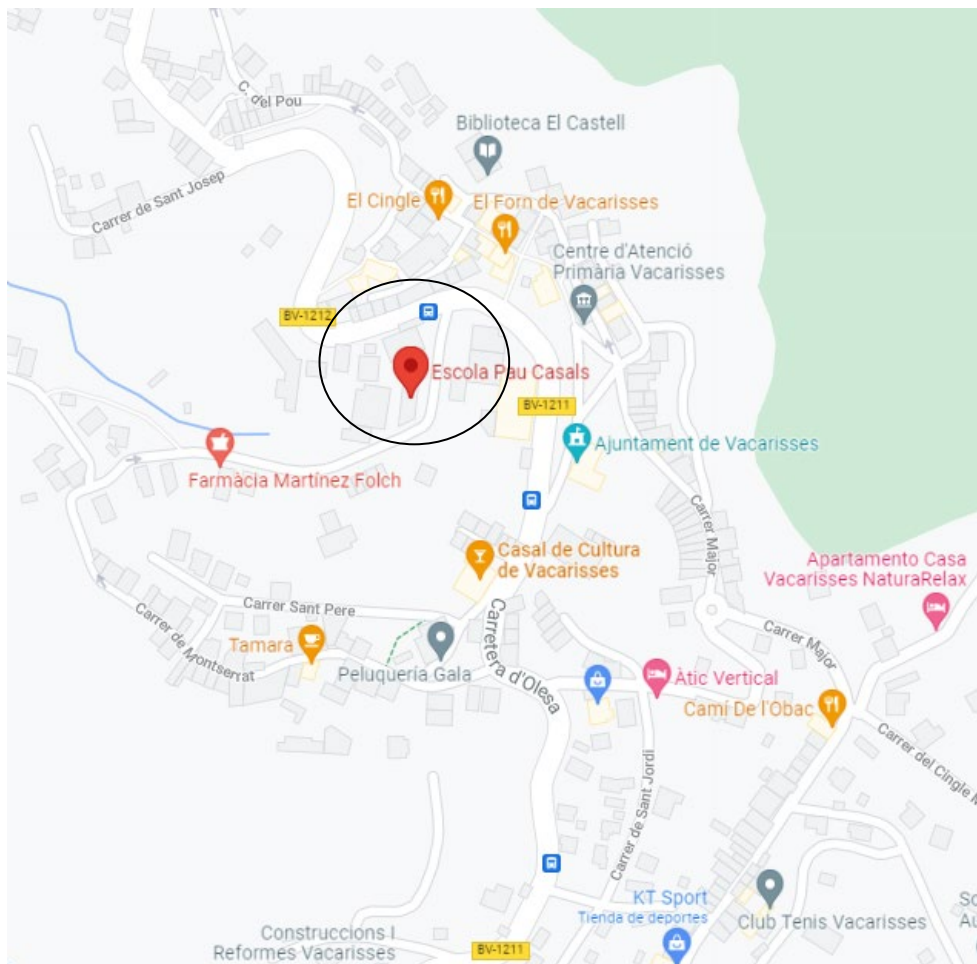 C. del Pou
Biblioteca El Castell
Carrer de Sant Josep
El Cingle
El Forn de Vacarisses
Centre d'Atenció
Primària Vacarisses
BV-1212
Escola Pau Casals
BV-1211
Ajuntament de Vacarisses
Farmàcia Martínez Folch
Carrer Major
Casal de Cultura
de Vacarisses
Apartamento Casa
Vacarisses NaturaRelax
Carrer Sant Pere
Carretera d'Olesa
Carrer de Montserrat
Tamara
Peluquería Gala
Carrer Major
Àtic Vertical
Camí De l'Obac
Carrer del Cingle
Carrer de Sant Jordi
KT Sport
Tienda de deportes
Club Tenis Vacarisses
Construccions I
Reformes Vacarisses
BV-1211